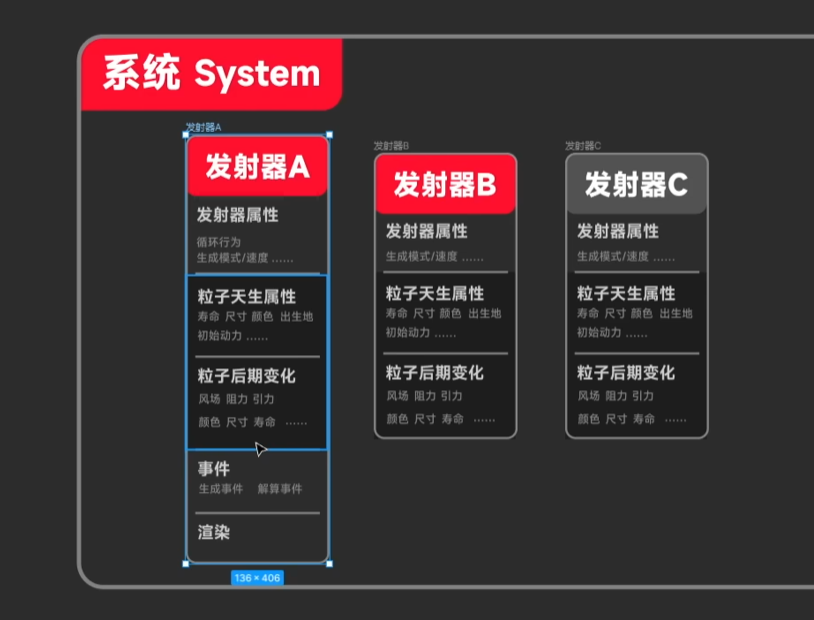 系统 System
发射器A
发射器A
发射器属性
循环行为
生成模式/速度 ……
粒子天生属性
寿命 尺寸 颜色 出生地
初始动力 ……
粒子后期变化
风场 阻力 引力
颜色 尺寸 寿命 ……
事件
生成事件 解算事件
渲染
136 × 406
发射器B
发射器B
发射器属性
生成模式/速度 ……
粒子天生属性
寿命 尺寸 颜色 出生地
初始动力 ……
粒子后期变化
风场 阻力 引力
颜色 尺寸 寿命 ……
发射器C
发射器C
发射器属性
生成模式/速度 ……
粒子天生属性
寿命 尺寸 颜色 出生地
初始动力 ……
粒子后期变化
风场 阻力 引力
颜色 尺寸 寿命 ……